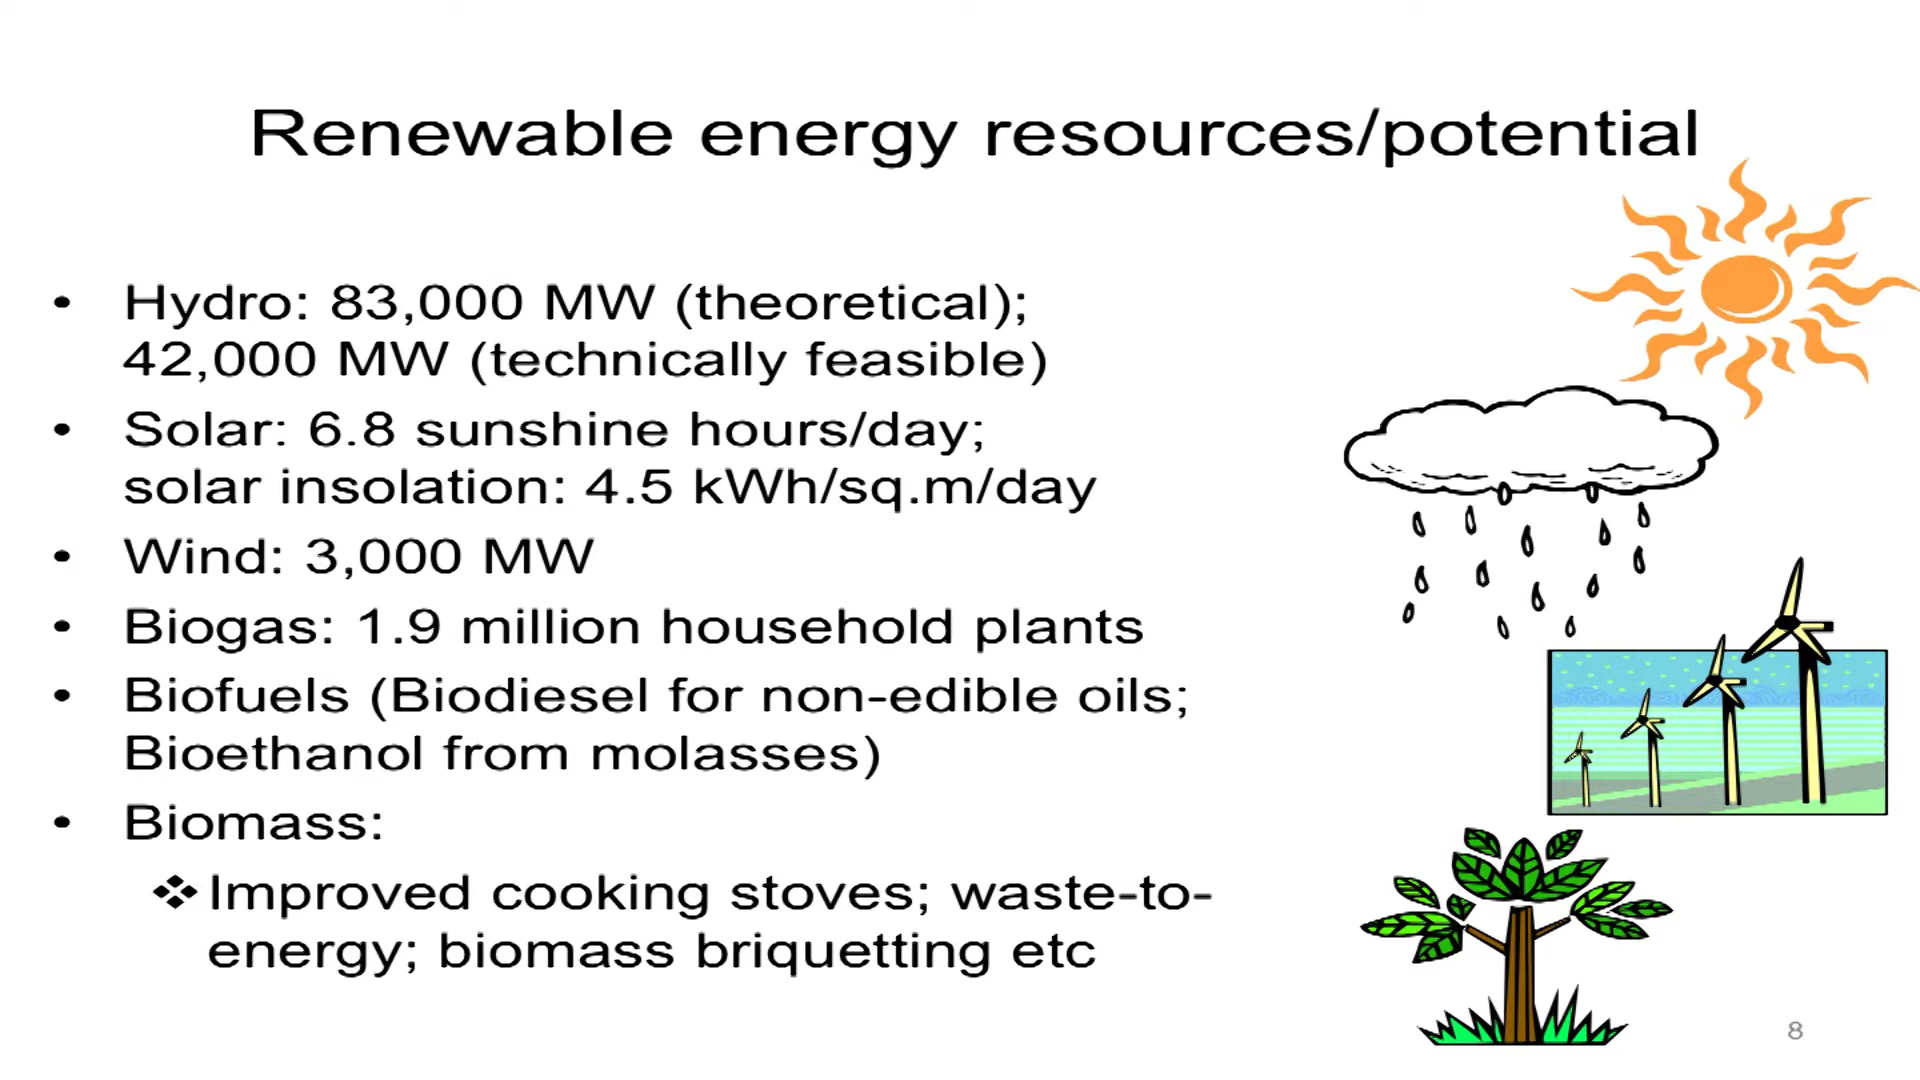 Renewable energy resources/potential
• Hydro: 83,000 MW (theoretical);
42,000 MW (technically feasible)
• Solar: 6.8 sunshine hours/day;
solar insolation: 4.5 kWh/sq.m/day
• Wind: 3,000 MW
• Biogas: 1.9 million household plants
• Biofuels (Biodiesel for non-edible oils;
Bioethanol from molasses)
• Biomass:
❖Improved cooking stoves; waste-to-
energy; biomass briquetting etc
8